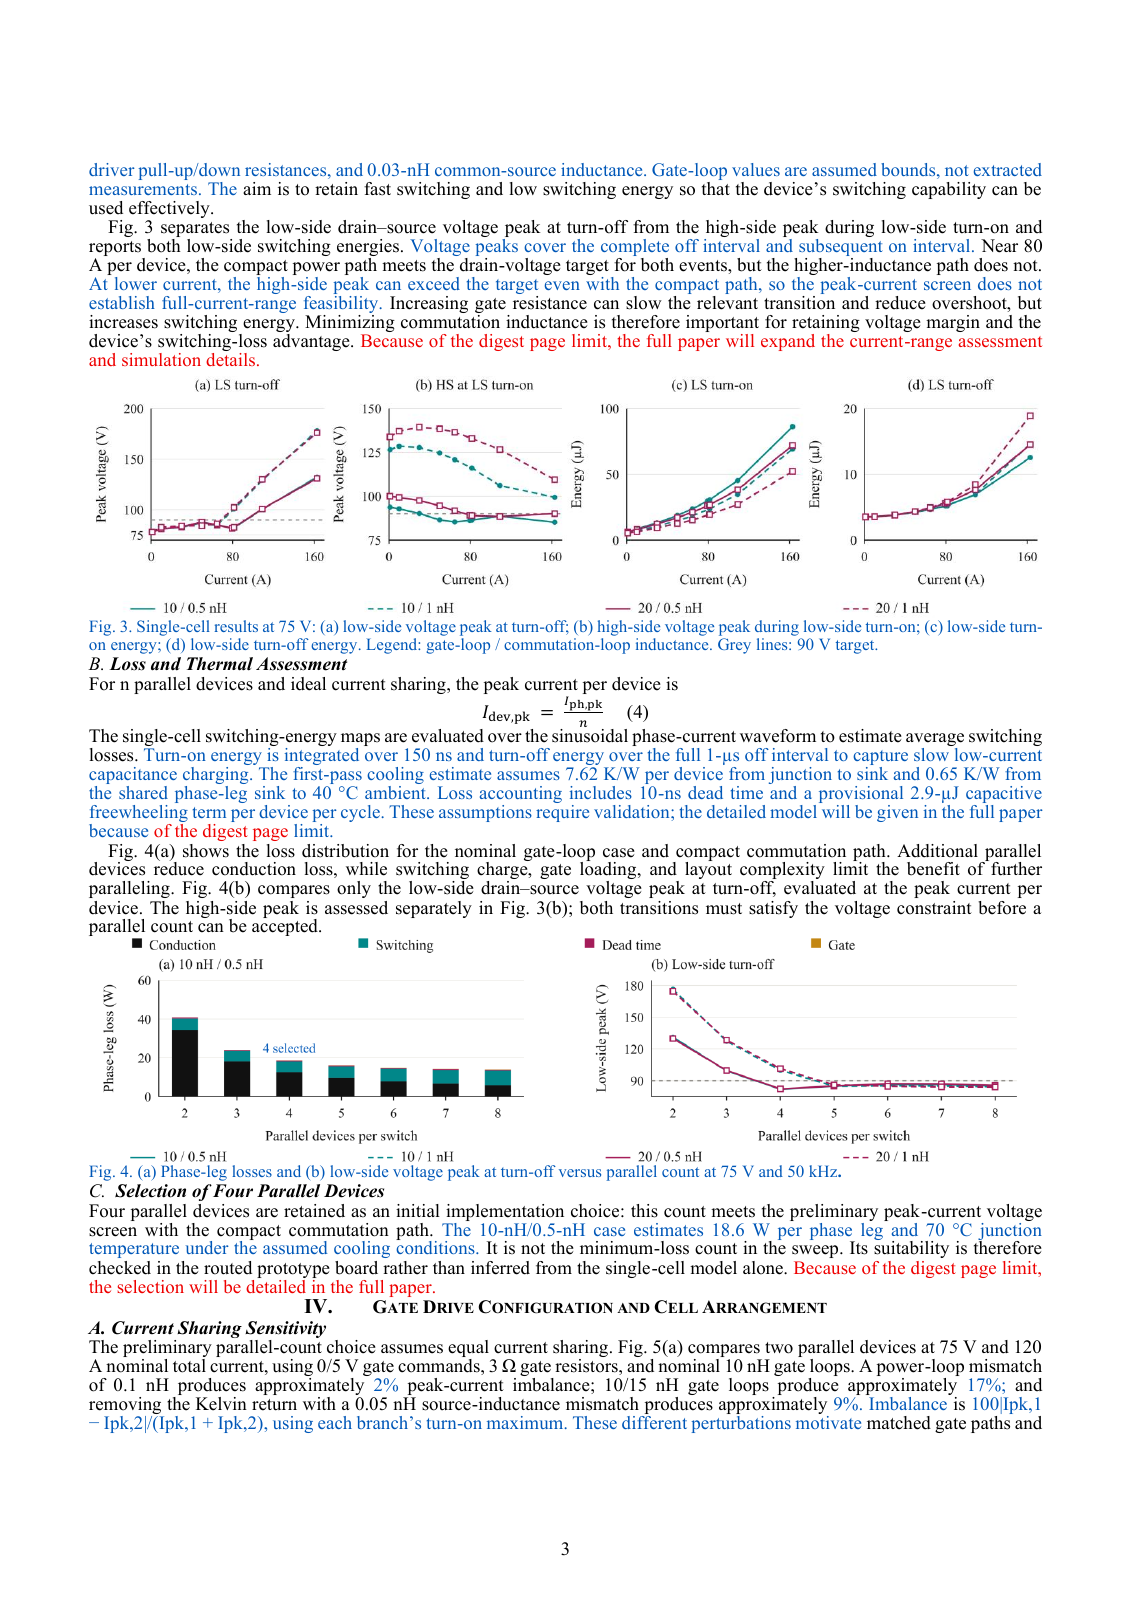 driver pull-up/down resistances, and 0.03-nH common-source inductance. Gate-loop values are assumed bounds, not extracted
measurements. The aim is to retain fast switching and low switching energy so that the device's switching capability can be
used effectively.
Fig. 3 separates the low-side drain–source voltage peak at turn-off from the high-side peak during low-side turn-on and
reports both low-side switching energies. Voltage peaks cover the complete off interval and subsequent on interval. Near 80
A per device, the compact power path meets the drain-voltage target for both events, but the higher-inductance path does not.
At lower current, the high-side peak can exceed the target even with the compact path, so the peak-current screen does not
establish full-current-range feasibility. Increasing gate resistance can slow the relevant transition and reduce overshoot, but
increases switching energy. Minimizing commutation inductance is therefore important for retaining voltage margin and the
device's switching-loss advantage. Because of the digest page limit, the full paper will expand the current-range assessment
and simulation details.
(a) LS turn-off
200
150
100
75
0 80 160
Peak voltage (V)
Current (A)
(b) HS at LS turn-on
150
125
100
75
0 80 160
Peak voltage (V)
Current (A)
(c) LS turn-on
100
50
0
0 80 160
Energy (μJ)
Current (A)
(d) LS turn-off
20
10
0
0 80 160
Energy (μJ)
Current (A)
10 / 0.5 nH 10 / 1 nH 20 / 0.5 nH 20 / 1 nH
Fig. 3. Single-cell results at 75 V: (a) low-side voltage peak at turn-off; (b) high-side voltage peak during low-side turn-on; (c) low-side turn-
on energy; (d) low-side turn-off energy. Legend: gate-loop / commutation-loop inductance. Grey lines: 90 V target.
B. Loss and Thermal Assessment
For n parallel devices and ideal current sharing, the peak current per device is
I_dev,pk = I_ph,pk / n (4)
The single-cell switching-energy maps are evaluated over the sinusoidal phase-current waveform to estimate average switching
losses. Turn-on energy is integrated over 150 ns and turn-off energy over the full 1-μs off interval to capture slow low-current
capacitance charging. The first-pass cooling estimate assumes 7.62 K/W per device from junction to sink and 0.65 K/W from
the shared phase-leg sink to 40 °C ambient. Loss accounting includes 10-ns dead time and a provisional 2.9-μJ capacitive
freewheeling term per device per cycle. These assumptions require validation; the detailed model will be given in the full paper
because of the digest page limit.
Fig. 4(a) shows the loss distribution for the nominal gate-loop case and compact commutation path. Additional parallel
devices reduce conduction loss, while switching charge, gate loading, and layout complexity limit the benefit of further
paralleling. Fig. 4(b) compares only the low-side drain–source voltage peak at turn-off, evaluated at the peak current per
device. The high-side peak is assessed separately in Fig. 3(b); both transitions must satisfy the voltage constraint before a
parallel count can be accepted.
Conduction Switching Dead time Gate
(a) 10 nH / 0.5 nH
60
40
20
0
Phase-leg loss (W)
4 selected
2 3 4 5 6 7 8
Parallel devices per switch
(b) Low-side turn-off
180
150
120
90
Low-side peak (V)
2 3 4 5 6 7 8
Parallel devices per switch
10 / 0.5 nH 10 / 1 nH 20 / 0.5 nH 20 / 1 nH
Fig. 4. (a) Phase-leg losses and (b) low-side voltage peak at turn-off versus parallel count at 75 V and 50 kHz.
C. Selection of Four Parallel Devices
Four parallel devices are retained as an initial implementation choice: this count meets the preliminary peak-current voltage
screen with the compact commutation path. The 10-nH/0.5-nH case estimates 18.6 W per phase leg and 70 °C junction
temperature under the assumed cooling conditions. It is not the minimum-loss count in the sweep. Its suitability is therefore
checked in the routed prototype board rather than inferred from the single-cell model alone. Because of the digest page limit,
the selection will be detailed in the full paper.
IV. GATE DRIVE CONFIGURATION AND CELL ARRANGEMENT
A. Current Sharing Sensitivity
The preliminary parallel-count choice assumes equal current sharing. Fig. 5(a) compares two parallel devices at 75 V and 120
A nominal total current, using 0/5 V gate commands, 3 Ω gate resistors, and nominal 10 nH gate loops. A power-loop mismatch
of 0.1 nH produces approximately 2% peak-current imbalance; 10/15 nH gate loops produce approximately 17%; and
removing the Kelvin return with a 0.05 nH source-inductance mismatch produces approximately 9%. Imbalance is 100|Ipk,1
− Ipk,2|/(Ipk,1 + Ipk,2), using each branch's turn-on maximum. These different perturbations motivate matched gate paths and
3